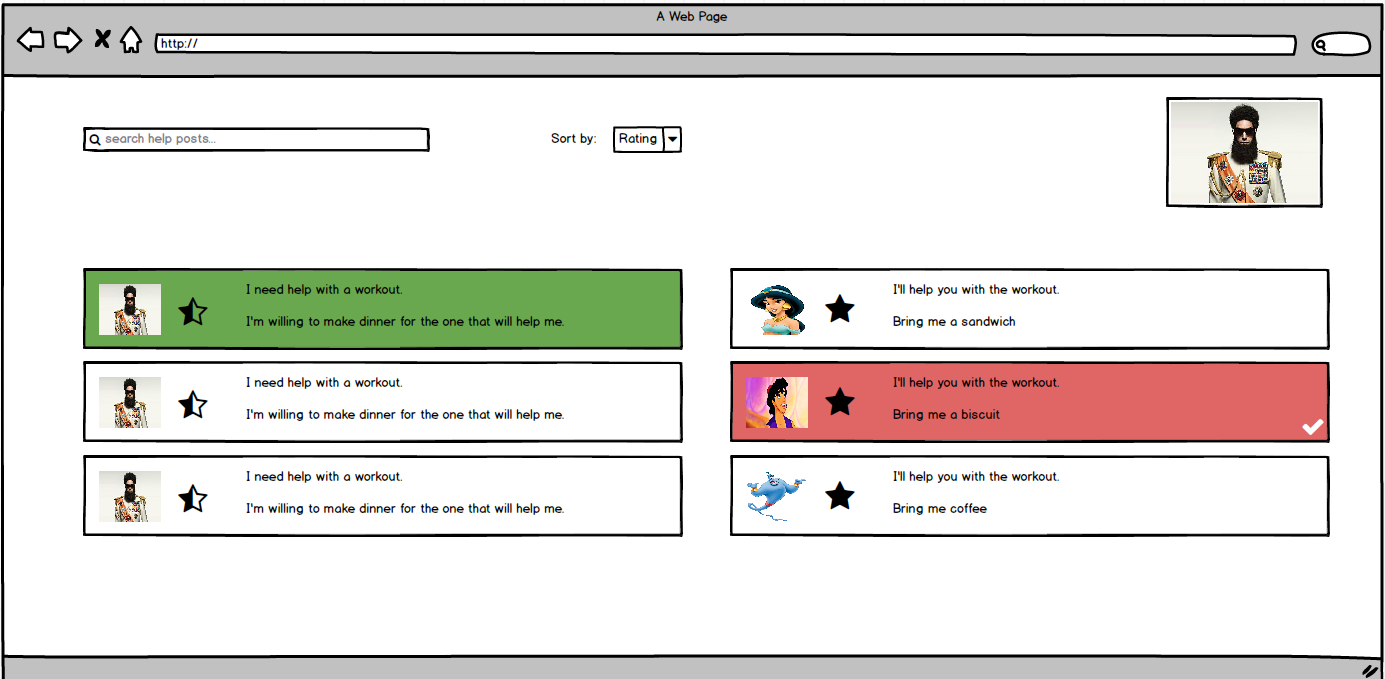 A Web Page
http://
search help posts...
Sort by:
Rating
I need help with a workout.
I'm willing to make dinner for the one that will help me.
I need help with a workout.
I'm willing to make dinner for the one that will help me.
I need help with a workout.
I'm willing to make dinner for the one that will help me.
I'll help you with the workout.
Bring me a sandwich
I'll help you with the workout.
Bring me a biscuit
I'll help you with the workout.
Bring me coffee